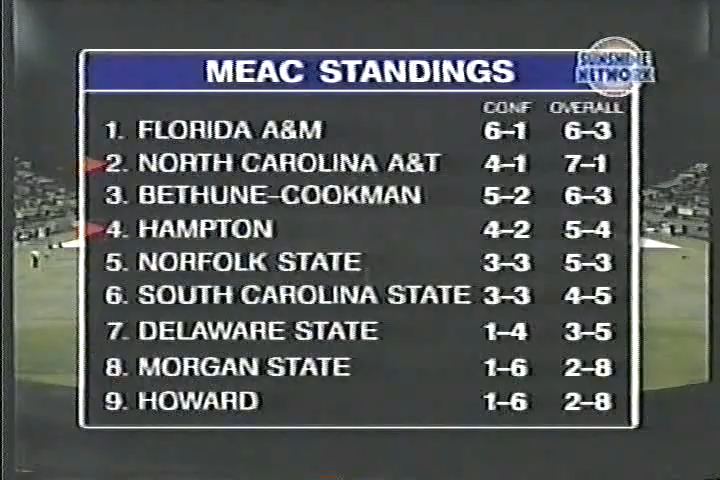 MEAC STANDINGS
SUNSHINE
NETWORK
CONF OVERALL
1. FLORIDA A&M 6-1 6-3
2. NORTH CAROLINA A&T 4-1 7-1
3. BETHUNE-COOKMAN 5-2 6-3
4. HAMPTON 4-2 5-4
5. NORFOLK STATE 3-3 5-3
6. SOUTH CAROLINA STATE 3-3 4-5
7. DELAWARE STATE 1-4 3-5
8. MORGAN STATE 1-6 2-8
9. HOWARD 1-6 2-8